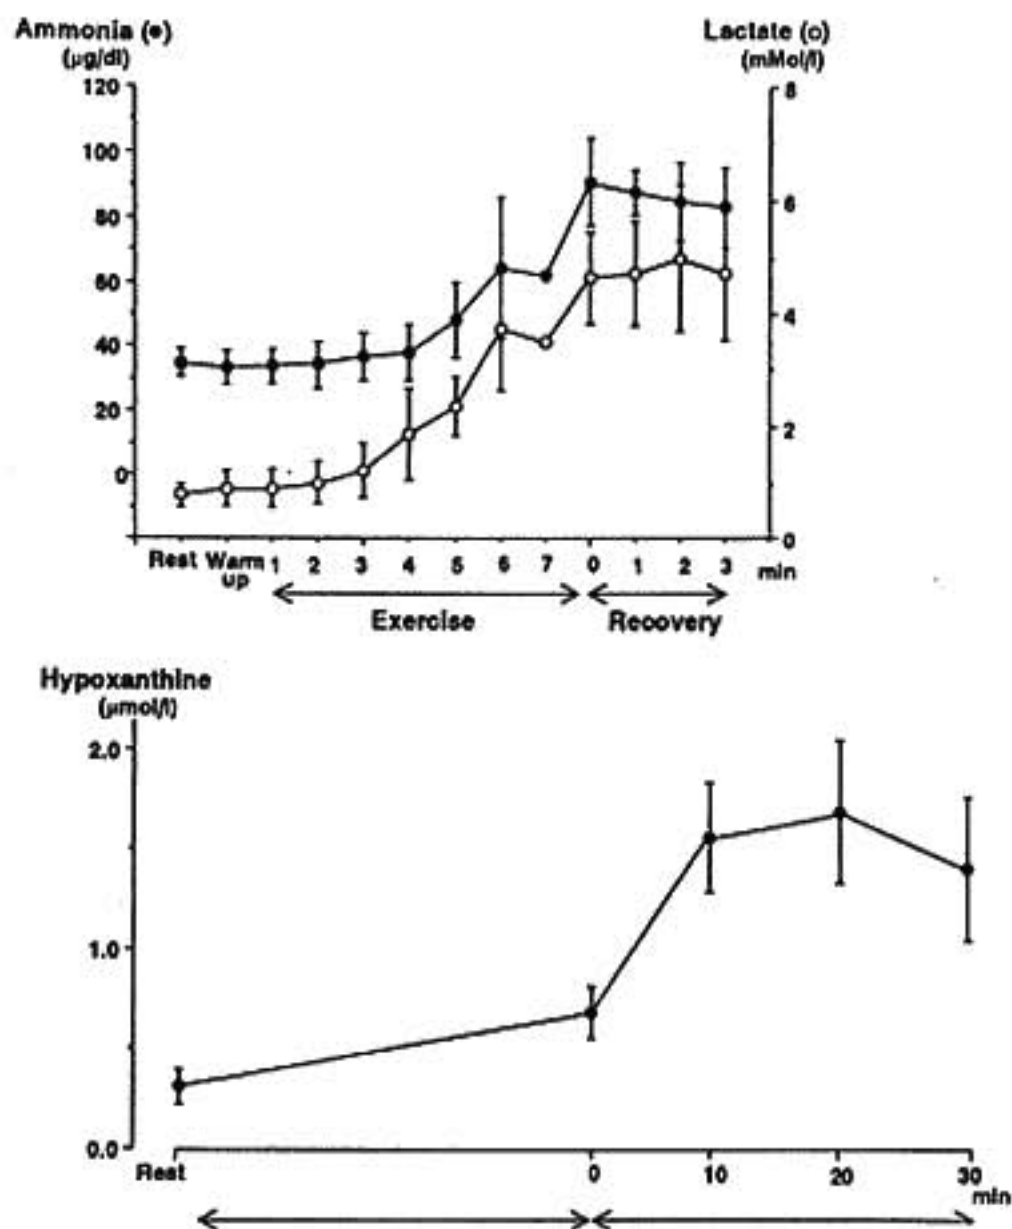 Ammonia (●) Lactate (○)
(μg/dl) (mMol/l)
120 8
100
80 6
60
40 4
20 2
0
0
Rest Warm 1 2 3 4 5 6 7 0 1 2 3 min
up
Exercise Recovery
Hypoxanthine
(μmol/l)
2.0
1.0
0.0
Rest 0 10 20 30
min